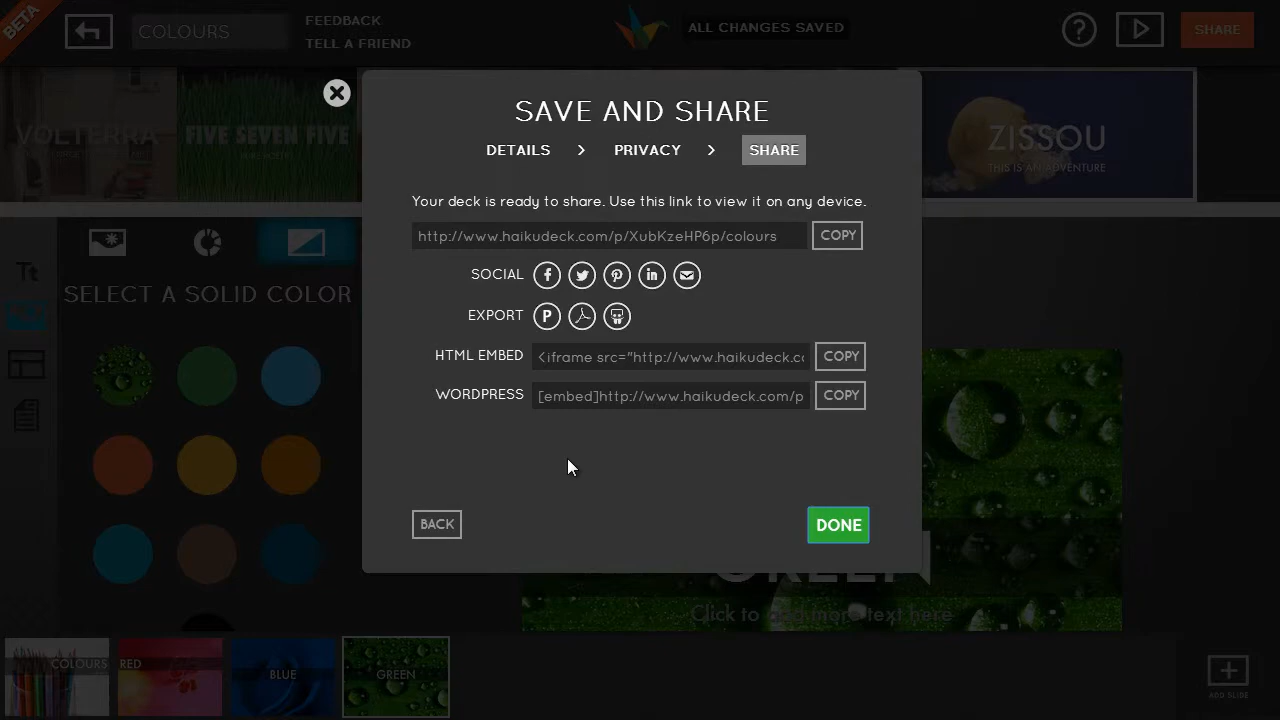 BETA
COLOURS
FEEDBACK
TELL A FRIEND
ALL CHANGES SAVED
?
SHARE
VOLTERRA
FIVE SEVEN FIVE
ZISSOU
THIS IS AN ADVENTURE
SAVE AND SHARE
DETAILS > PRIVACY > SHARE
Your deck is ready to share. Use this link to view it on any device.
http://www.haikudeck.com/p/XubKzeHP6p/colours COPY
SOCIAL
EXPORT
HTML EMBED <iframe src="http://www.haikudeck.co COPY
WORDPRESS [embed]http://www.haikudeck.com/p COPY
BACK
DONE
Tt
SELECT A SOLID COLOR
GREEN
Click to add more text here
COLOURS
RED
BLUE
GREEN
ADD SLIDE